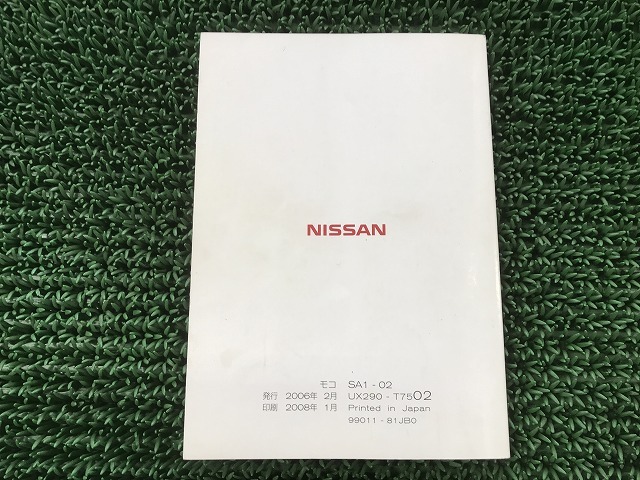 NISSAN
モコ SA1 - 02
発行 2006年 2月 UX290 - T7502
印刷 2008年 1月 Printed in Japan
99011 - 81JB0